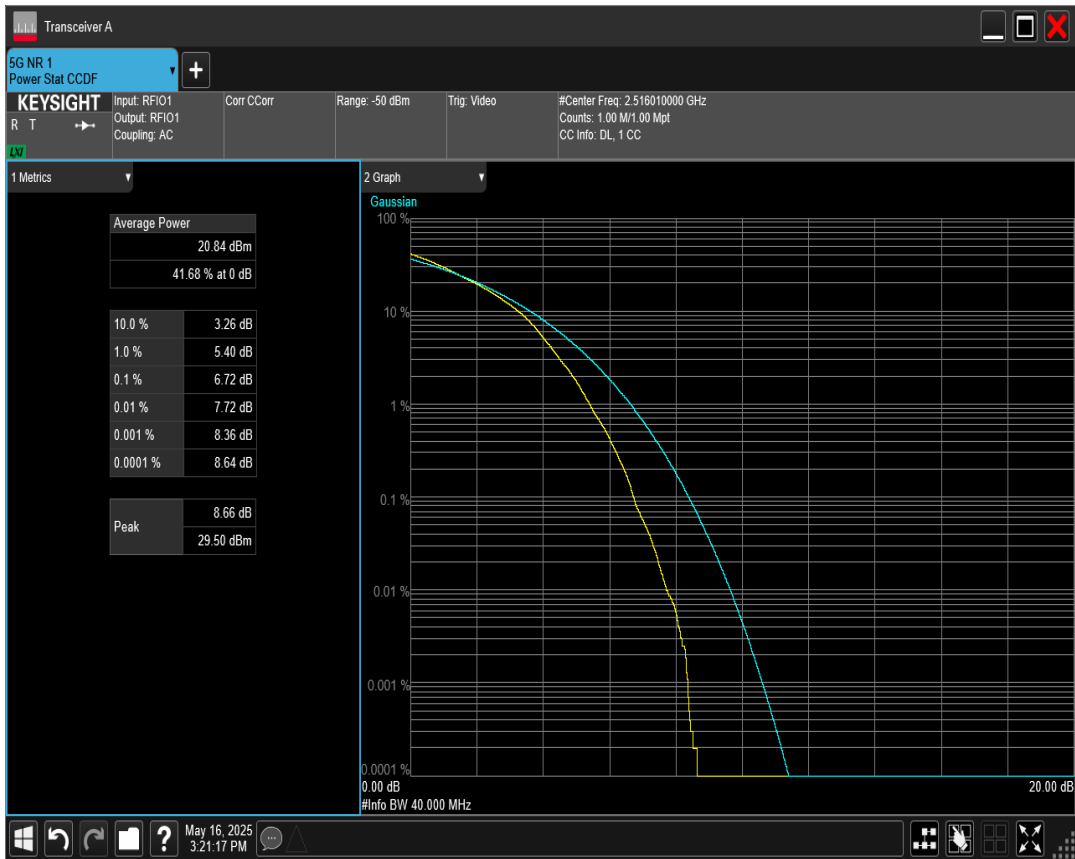 Transceiver A
5G NR 1
Power Stat CCDF
+
KEYSIGHT
R T
LXI
Input: RFIO1
Output: RFIO1
Coupling: AC
Corr CCorr
Range: -50 dBm
Trig: Video
#Center Freq: 2.516010000 GHz
Counts: 1.00 M/1.00 Mpt
CC Info: DL, 1 CC
1 Metrics
Average Power
20.84 dBm
41.68 % at 0 dB
10.0 % 3.26 dB
1.0 % 5.40 dB
0.1 % 6.72 dB
0.01 % 7.72 dB
0.001 % 8.36 dB
0.0001 % 8.64 dB
Peak 8.66 dB
29.50 dBm
2 Graph
Gaussian
100 %
10 %
1 %
0.1 %
0.01 %
0.001 %
0.0001 %
0.00 dB 20.00 dB
#Info BW 40.000 MHz
?
May 16, 2025
3:21:17 PM